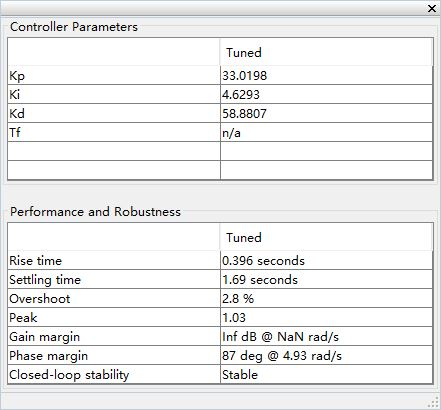 Controller Parameters
Tuned
Kp 33.0198
Ki 4.6293
Kd 58.8807
Tf n/a
Performance and Robustness
Tuned
Rise time 0.396 seconds
Settling time 1.69 seconds
Overshoot 2.8 %
Peak 1.03
Gain margin Inf dB @ NaN rad/s
Phase margin 87 deg @ 4.93 rad/s
Closed-loop stability Stable